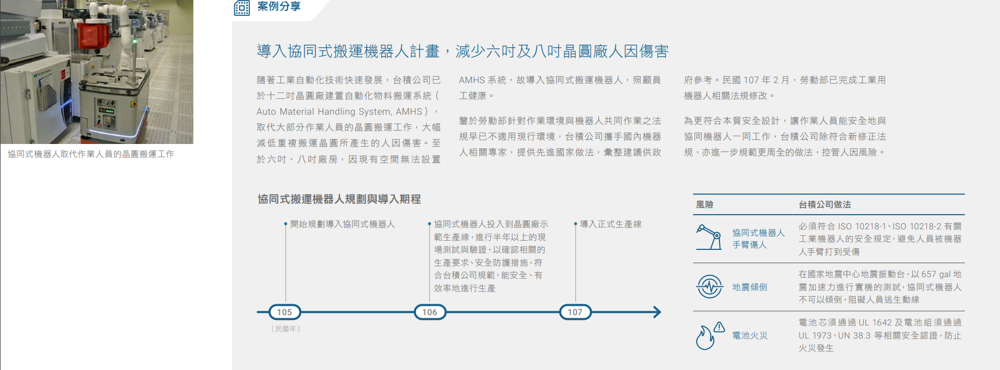 案例分享
導入協同式搬運機器人計畫，減少六吋及八吋晶圓廠人因傷害
隨著工業自動化技術快速發展，台積公司已
於十二吋晶圓廠建置自動化物料搬運系統（
Auto Material Handling System, AMHS），
取代大部分作業人員的晶圓搬運工作，大幅
減低重複搬運晶圓所產生的人因傷害。至
於六吋、八吋廠房，因現有空間無法設置
AMHS 系統，故導入協同式搬運機器人，照顧員
工健康。
鑒於勞動部針對作業環境與機器人共同作業之法
規早已不適用現行環境，台積公司攜手國內機器
人相關專家，提供先進國家做法，彙整建議供政
府參考。民國 107 年 2 月，勞動部已完成工業用
機器人相關法規修改。
為更符合本質安全設計，讓作業人員能安全地與
協同機器人一同工作，台積公司除符合新修正法
規，亦進一步規範更周全的做法，控管人因風險。
協同式機器人取代作業人員的晶圓搬運工作
協同式搬運機器人規劃與導入期程
開始規劃導入協同式機器人
協同式機器人投入到晶圓廠示
範生產線，進行半年以上的現
場測試與驗證，以確認相關的
生產要求、安全防護措施，符
合台積公司規範，能安全、有
效率地進行生產
導入正式生產線
105
106
107
（民國年）
風險
台積公司做法
協同式機器人
手臂傷人
必須符合 ISO 10218-1、ISO 10218-2 有關
工業機器人的安全規定，避免人員被機器
人手臂打到受傷
地震傾倒
在國家地震中心地震振動台，以 657 gal 地
震加速力進行實機的測試，協同式機器人
不可以傾倒，阻礙人員逃生動線
電池火災
電池芯須通過 UL 1642 及電池組須通過
UL 1973、UN 38.3 等相關安全認證，防止
火災發生